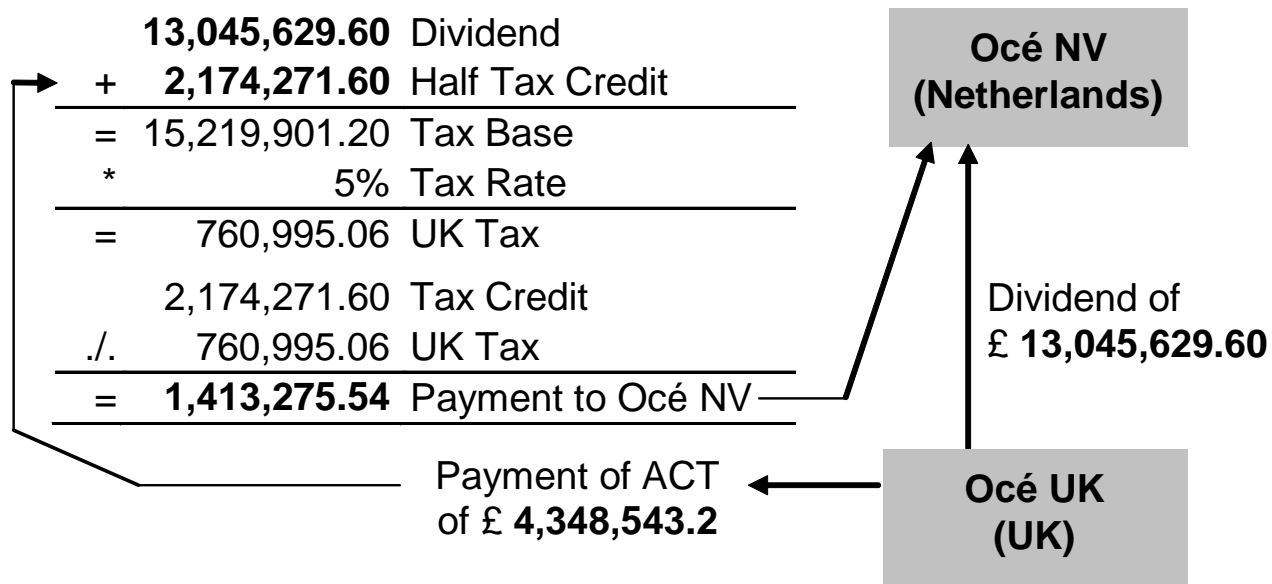 13,045,629.60 Dividend
+ 2,174,271.60 Half Tax Credit
= 15,219,901.20 Tax Base
* 5% Tax Rate
= 760,995.06 UK Tax
2,174,271.60 Tax Credit
./. 760,995.06 UK Tax
= 1,413,275.54 Payment to Océ NV
Océ NV
(Netherlands)
Dividend of
£ 13,045,629.60
Payment of ACT
of £ 4,348,543.2
Océ UK
(UK)